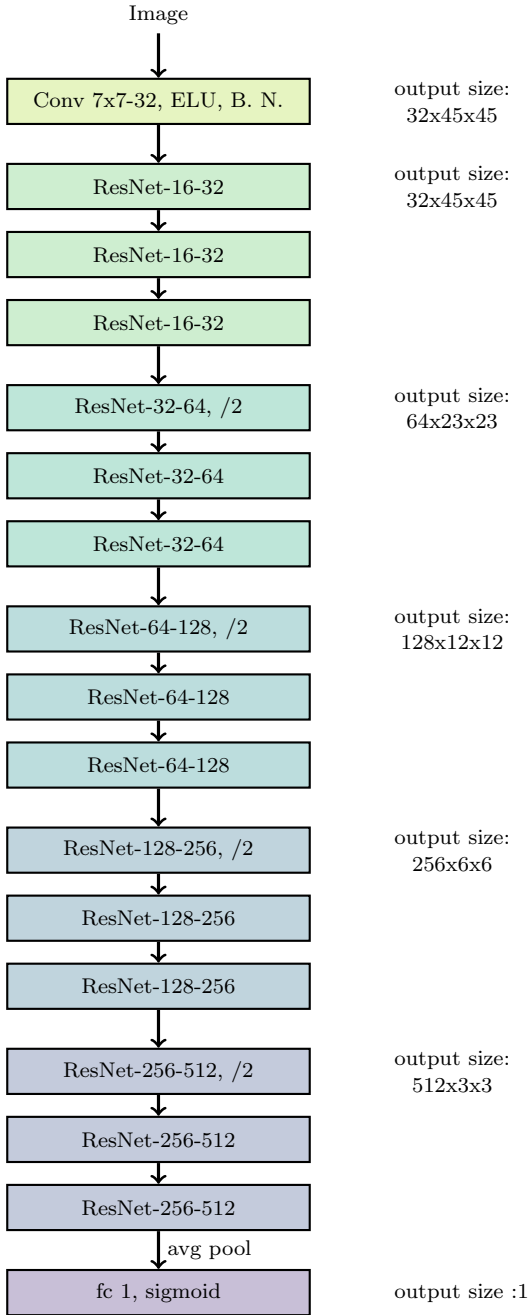 Image
Conv 7x7-32, ELU, B. N.
output size:
32x45x45
ResNet-16-32
output size:
32x45x45
ResNet-16-32
ResNet-16-32
ResNet-32-64, /2
output size:
64x23x23
ResNet-32-64
ResNet-32-64
ResNet-64-128, /2
output size:
128x12x12
ResNet-64-128
ResNet-64-128
ResNet-128-256, /2
output size:
256x6x6
ResNet-128-256
ResNet-128-256
ResNet-256-512, /2
output size:
512x3x3
ResNet-256-512
ResNet-256-512
avg pool
fc 1, sigmoid
output size :1